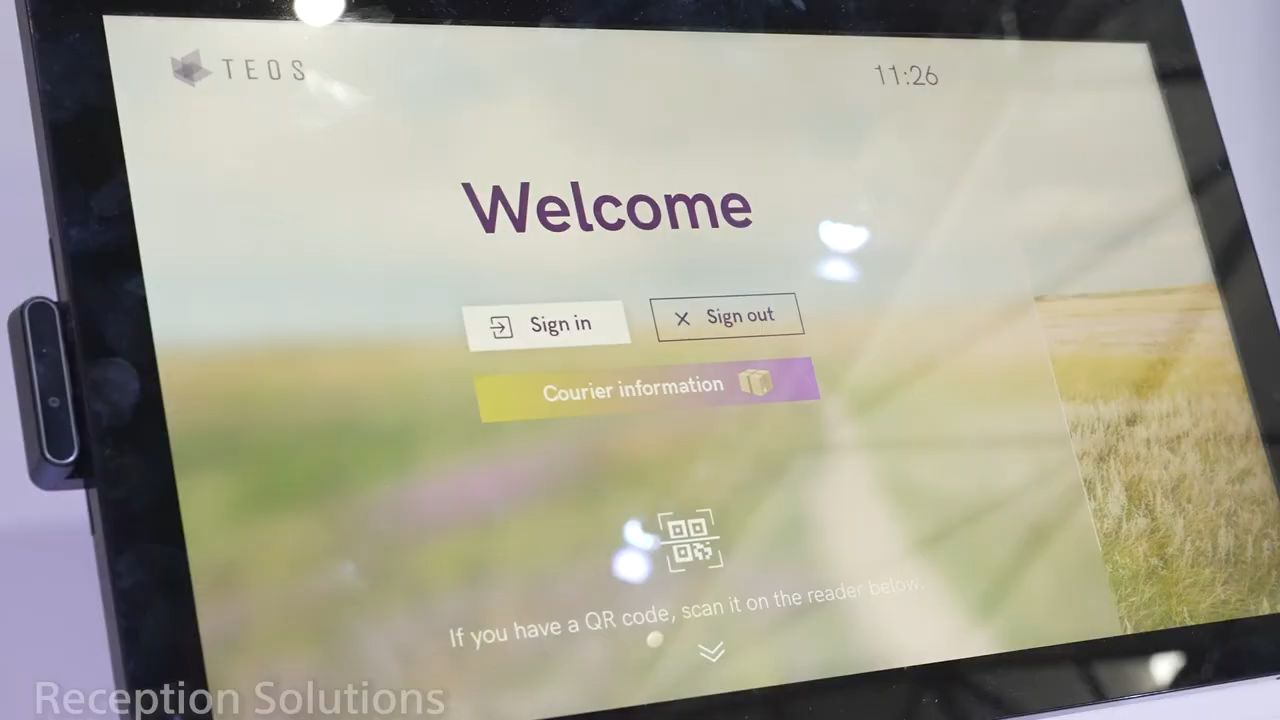 TEOS
11:26
Welcome
Sign in
Sign out
Courier information
If you have a QR code, scan it on the reader below.
Reception Solutions